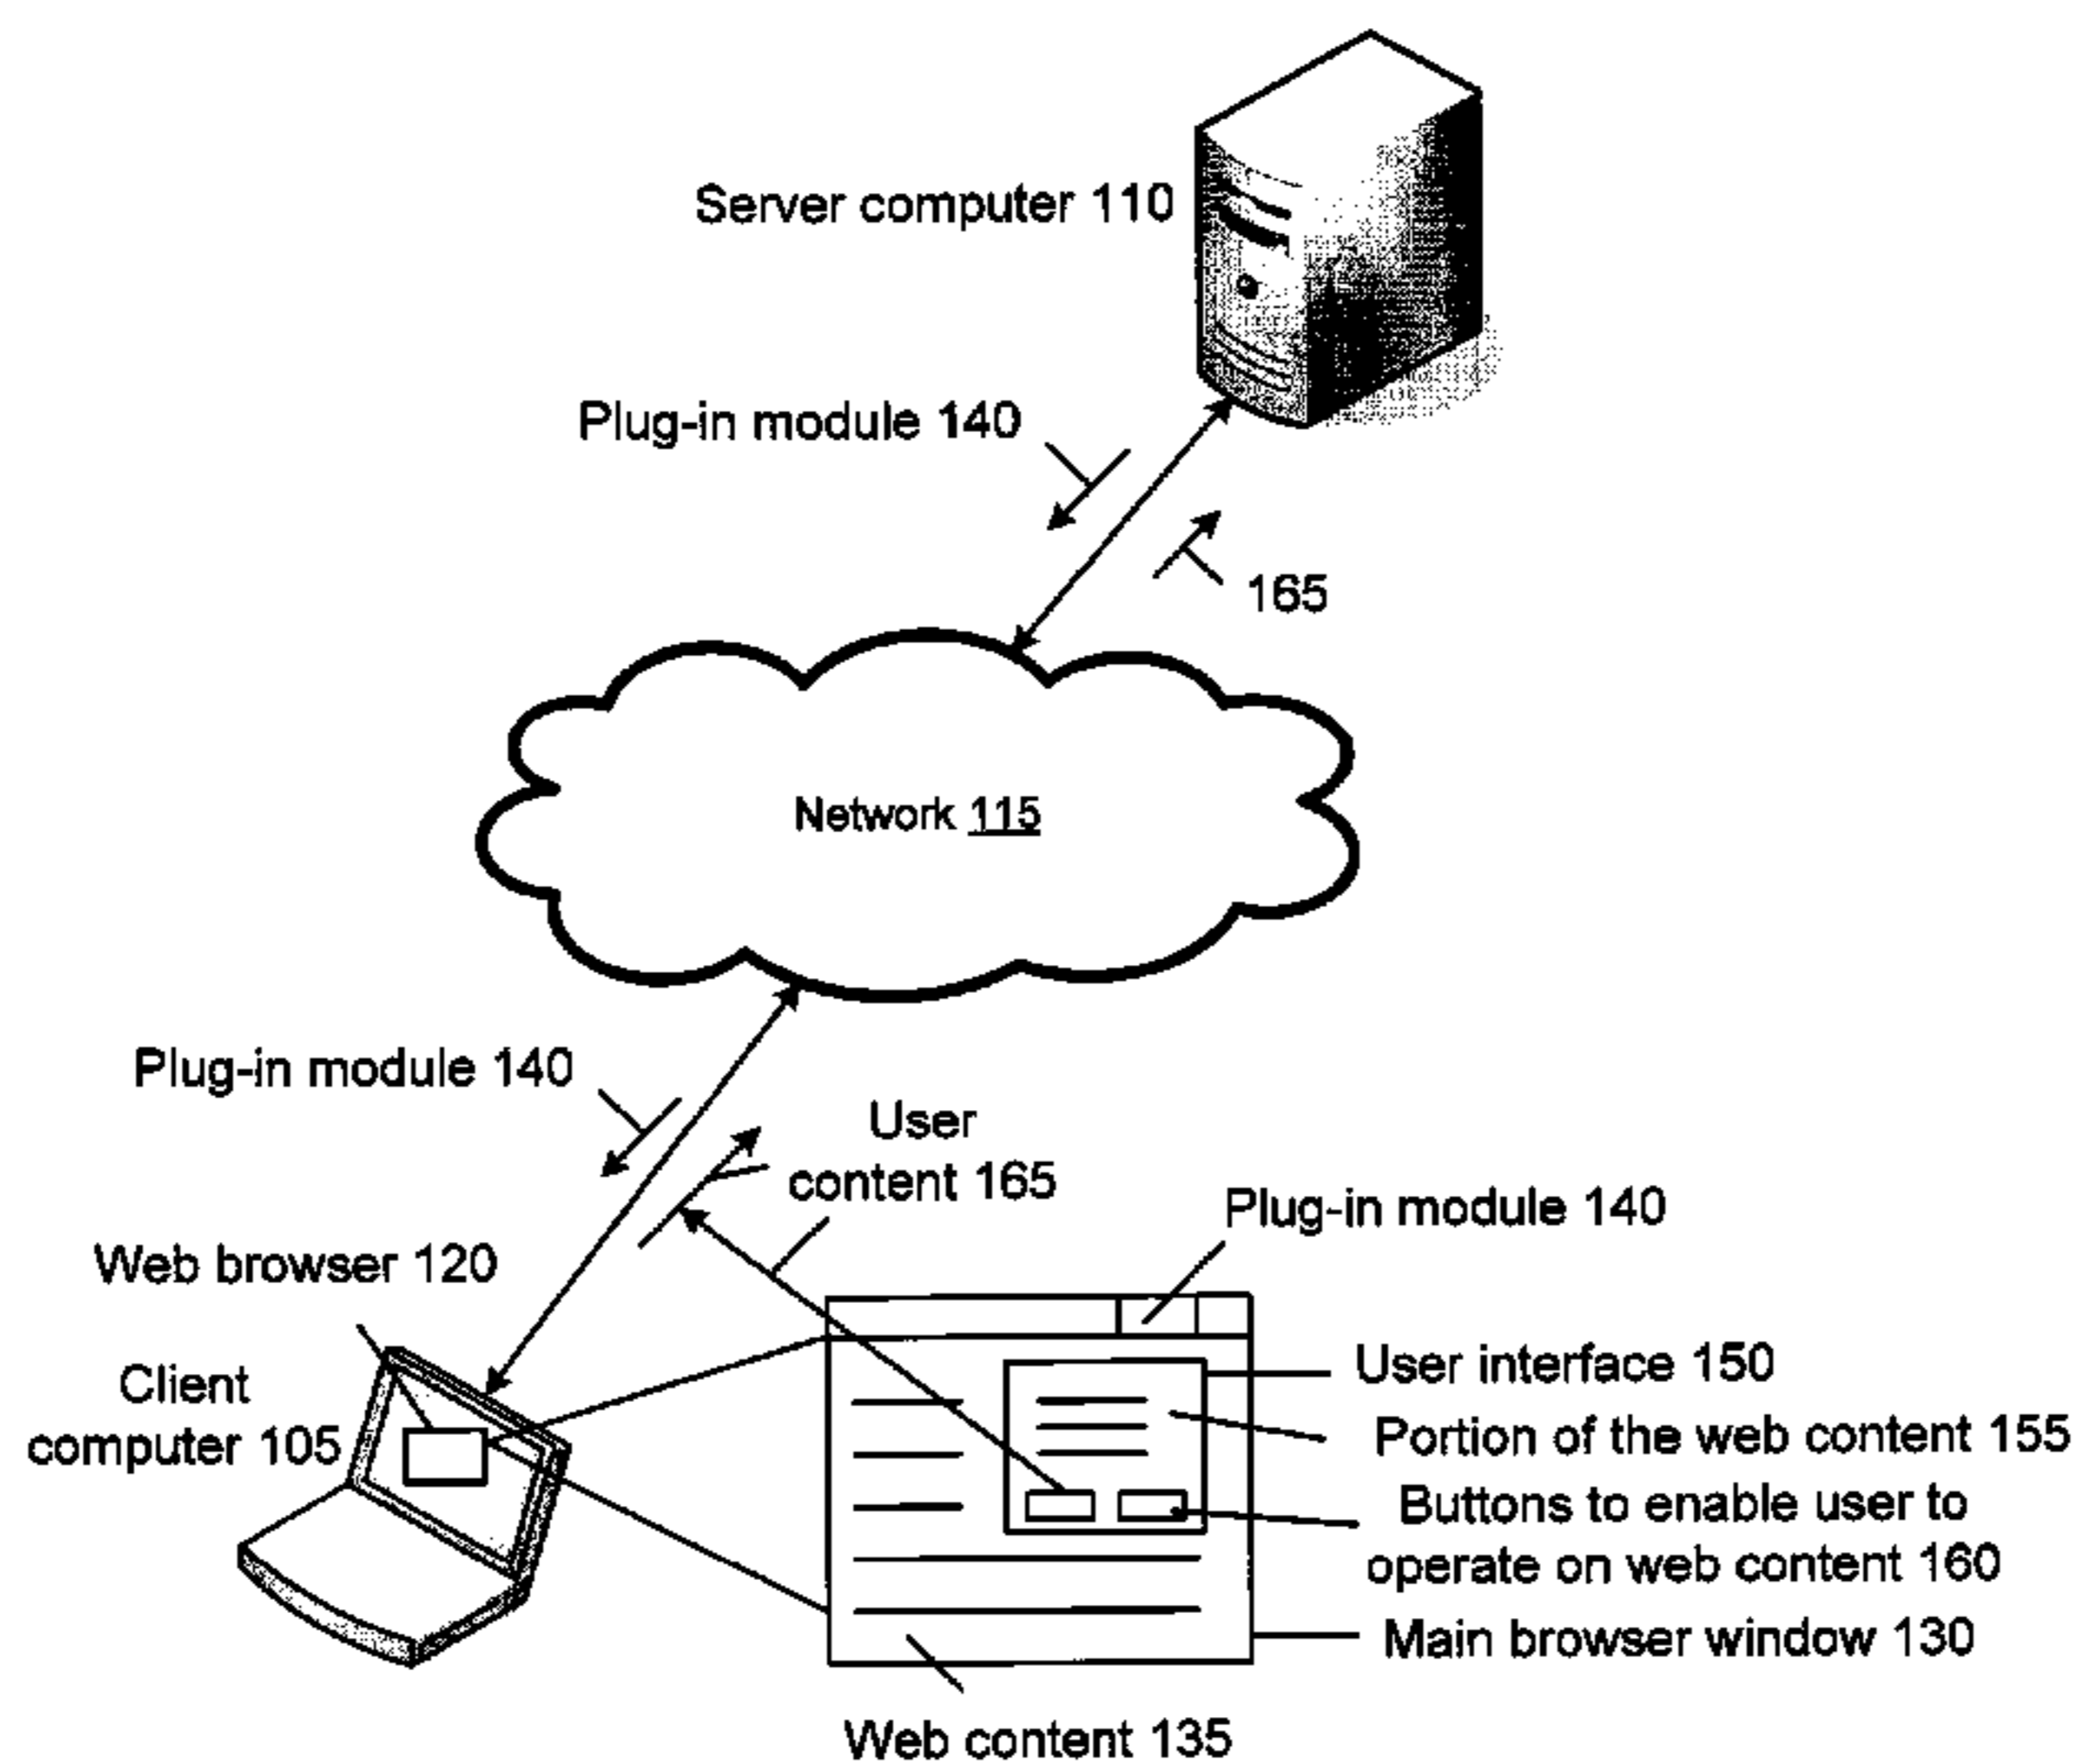 Server computer 110
Plug-in module 140
165
Network 115
Plug-in module 140
User
content 165
Plug-in module 140
Web browser 120
Client
computer 105
User interface 150
Portion of the web content 155
Buttons to enable user to
operate on web content 160
Main browser window 130
Web content 135